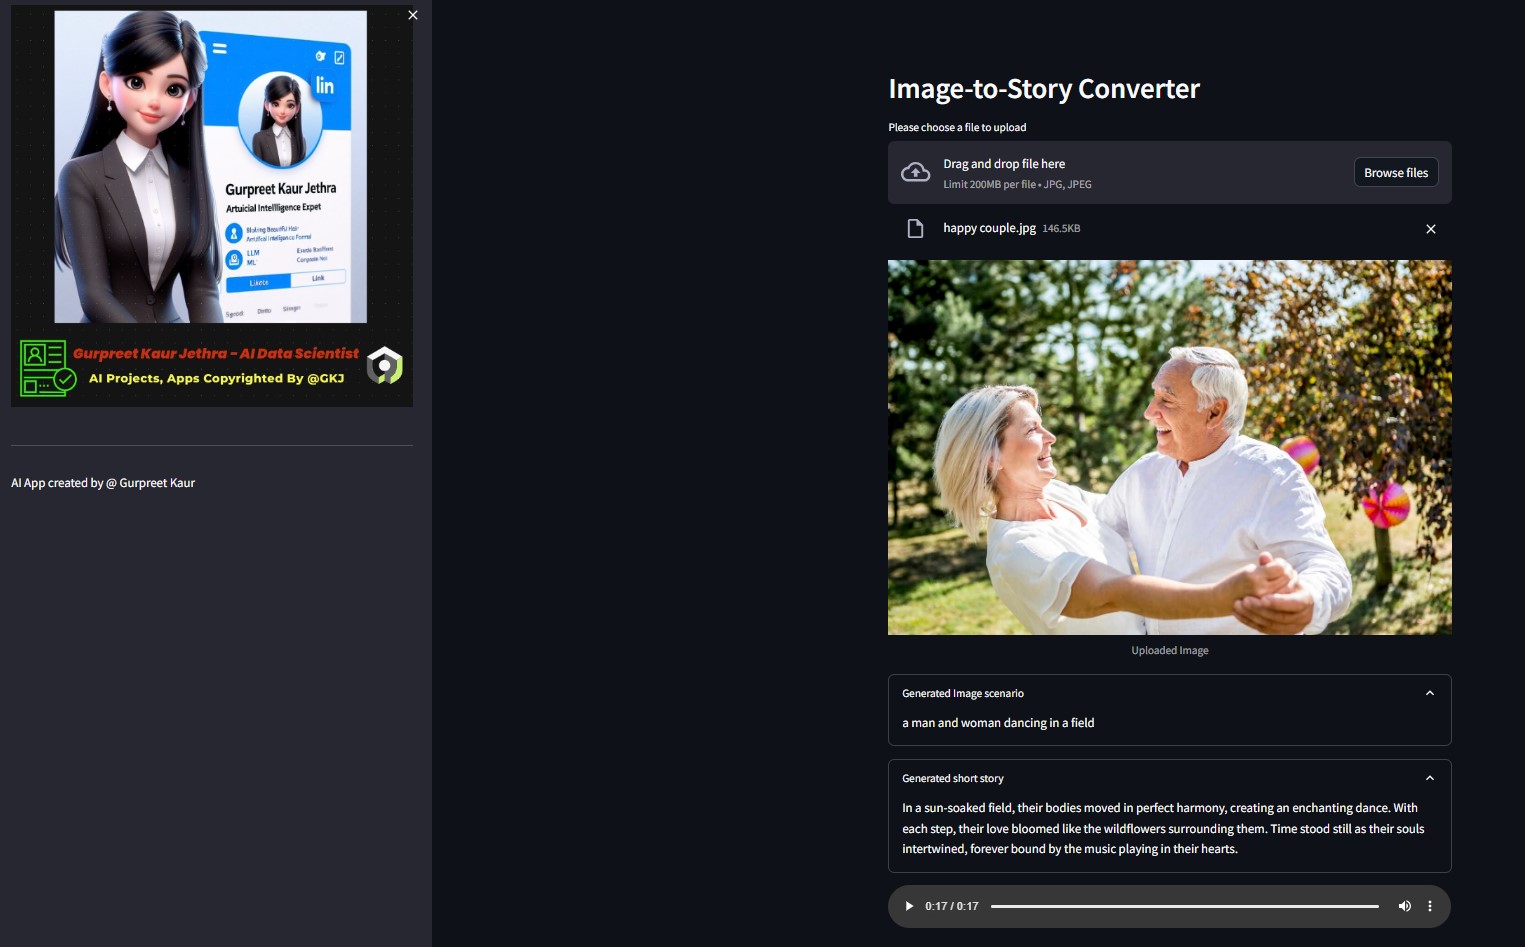 lin
Gurpreet Kaur Jethra
Artuicial Intellligence Expet
LLM
ML'
Likete
Link
Gurpreet Kaur Jethra - AI Data Scientist
AI Projects, Apps Copyrighted By @GKJ
AI App created by @ Gurpreet Kaur
Image-to-Story Converter
Please choose a file to upload
Drag and drop file here
Limit 200MB per file • JPG, JPEG
Browse files
happy couple.jpg 146.5KB
Uploaded Image
Generated Image scenario
a man and woman dancing in a field
Generated short story
In a sun-soaked field, their bodies moved in perfect harmony, creating an enchanting dance. With
each step, their love bloomed like the wildflowers surrounding them. Time stood still as their souls
intertwined, forever bound by the music playing in their hearts.
0:17 / 0:17